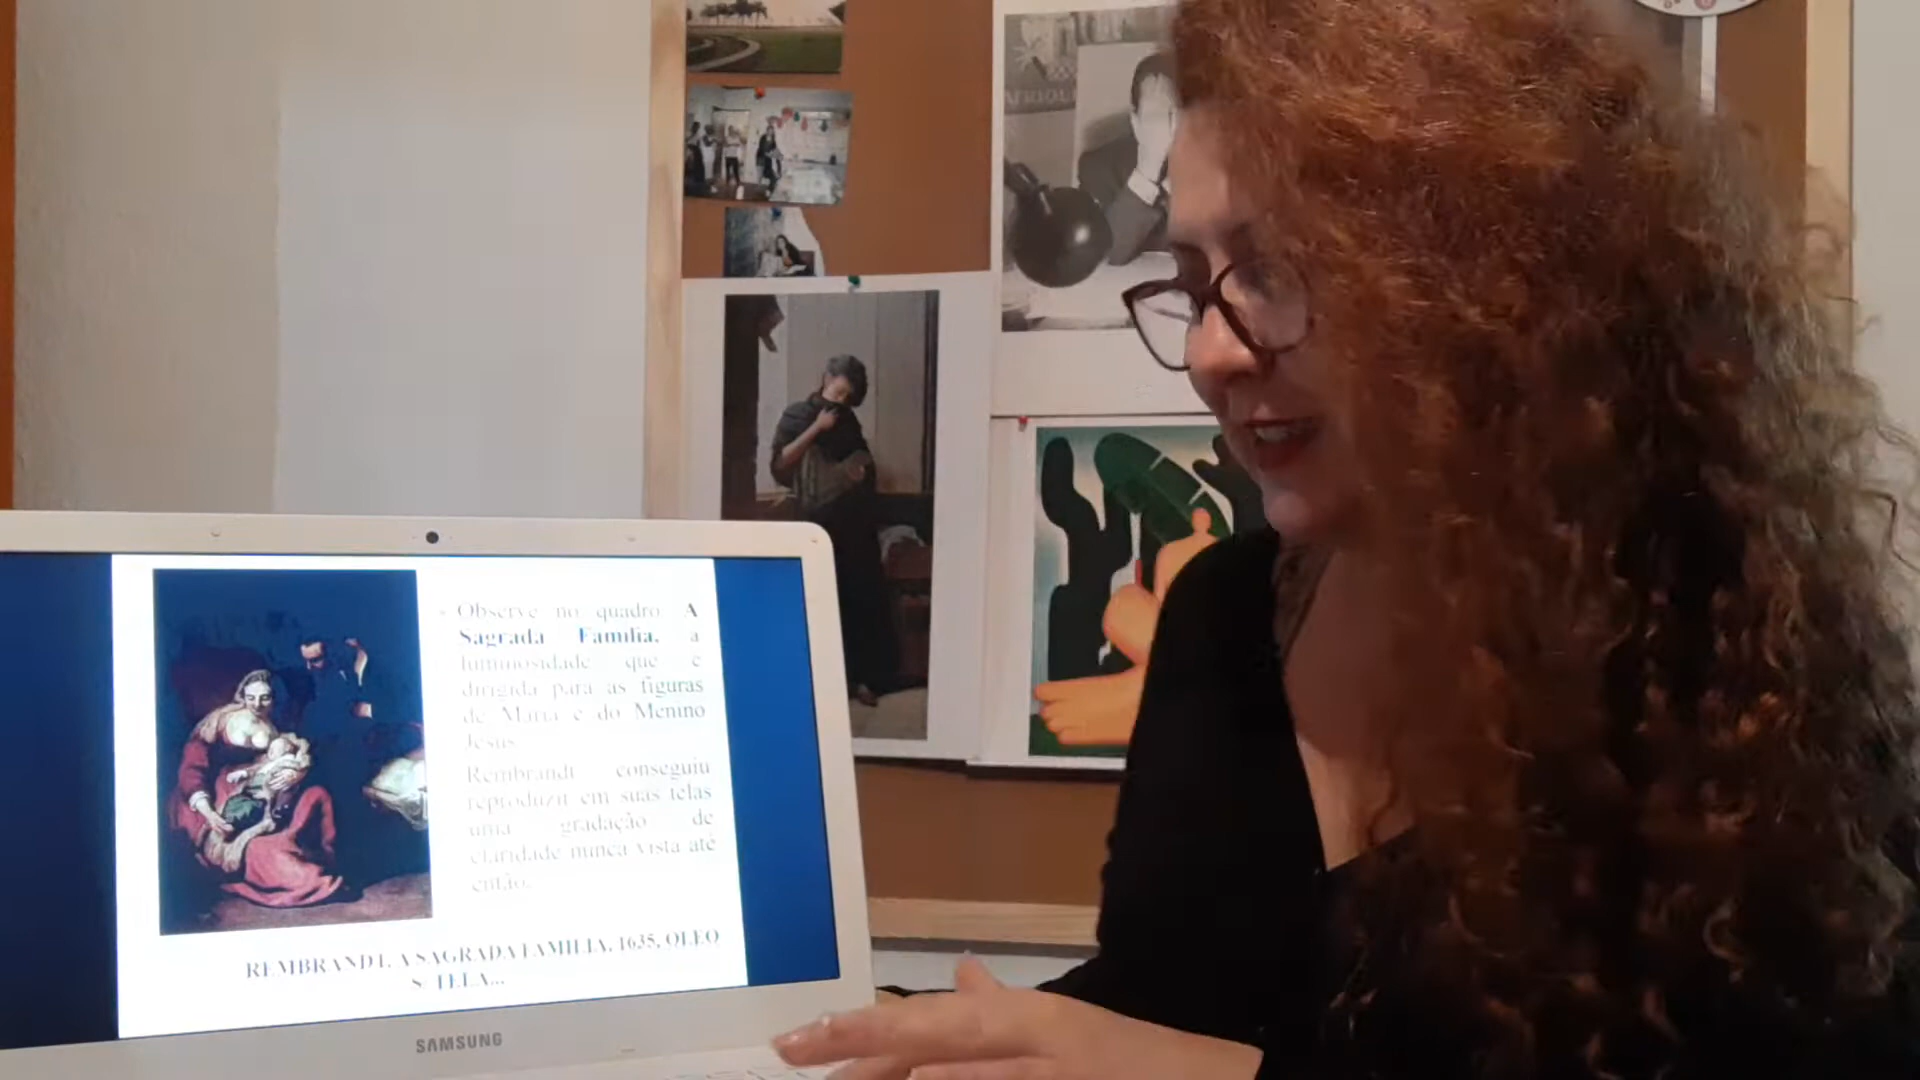 AFRIQUE
Observe no quadro A
Sagrada Família, a
luminosidade que é
dirigida para as figuras
de Maria e do Menino
Jesus.
Rembrandt conseguiu
reproduzir em suas telas
uma gradação de
claridade nunca vista até
então.
REMBRANDT, A SAGRADA FAMILIA, 1635, OLEO
S/ TELA...
SAMSUNG